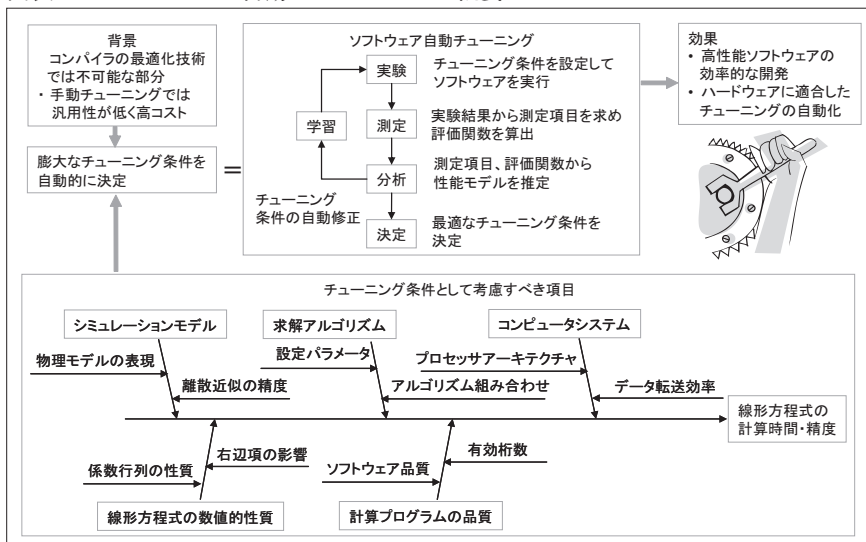 背景
コンパイラの最適化技術
では不可能な部分
・手動チューニングでは
汎用性が低く高コスト
膨大なチューニング条件を
自動的に決定
=
ソフトウェア自動チューニング
実験
チューニング条件を設定して
ソフトウェアを実行
学習
測定
実験結果から測定項目を求め
評価関数を算出
分析
測定項目、評価関数から
性能モデルを推定
チューニング
条件の自動修正
決定
最適なチューニング条件を
決定
効果
• 高性能ソフトウェアの
効率的な開発
• ハードウェアに適合した
チューニングの自動化
チューニング条件として考慮すべき項目
シミュレーションモデル
求解アルゴリズム
コンピュータシステム
物理モデルの表現
設定パラメータ
プロセッサアーキテクチャ
離散近似の精度
アルゴリズム組み合わせ
データ転送効率
線形方程式の
計算時間・精度
係数行列の性質
右辺項の影響
ソフトウェア品質
有効桁数
線形方程式の数値的性質
計算プログラムの品質